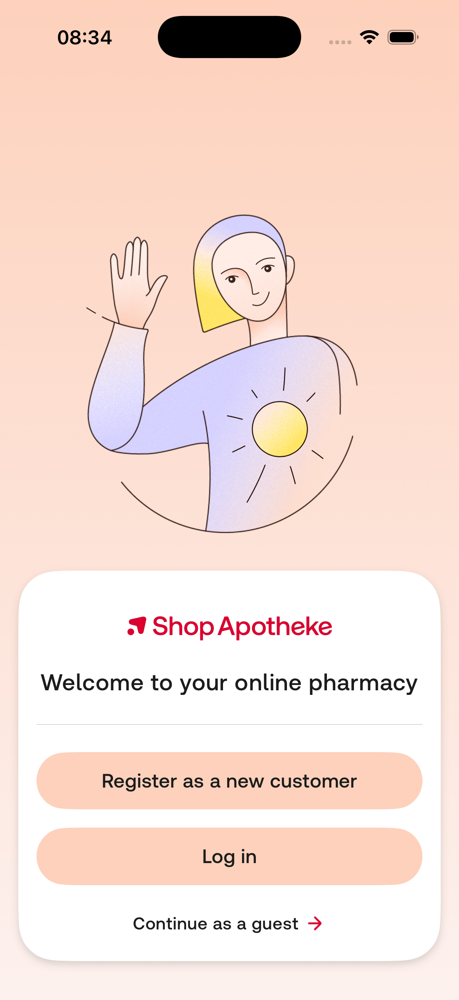 08:34
Shop Apotheke
Welcome to your online pharmacy
Register as a new customer
Log in
Continue as a guest